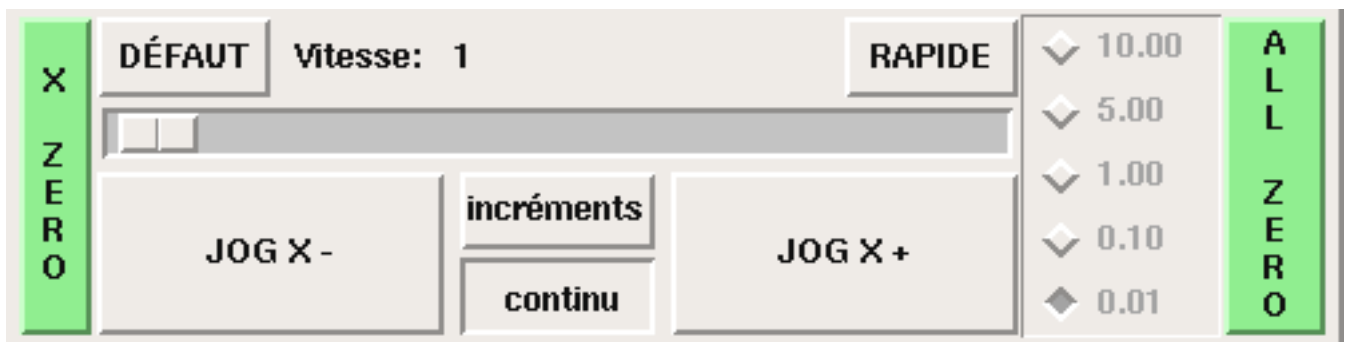 X ZERO
DÉFAUT Vitesse: 1 RAPIDE
JOG X -
incréments
continu
JOG X +
10.00
5.00
1.00
0.10
0.01
ALL ZERO